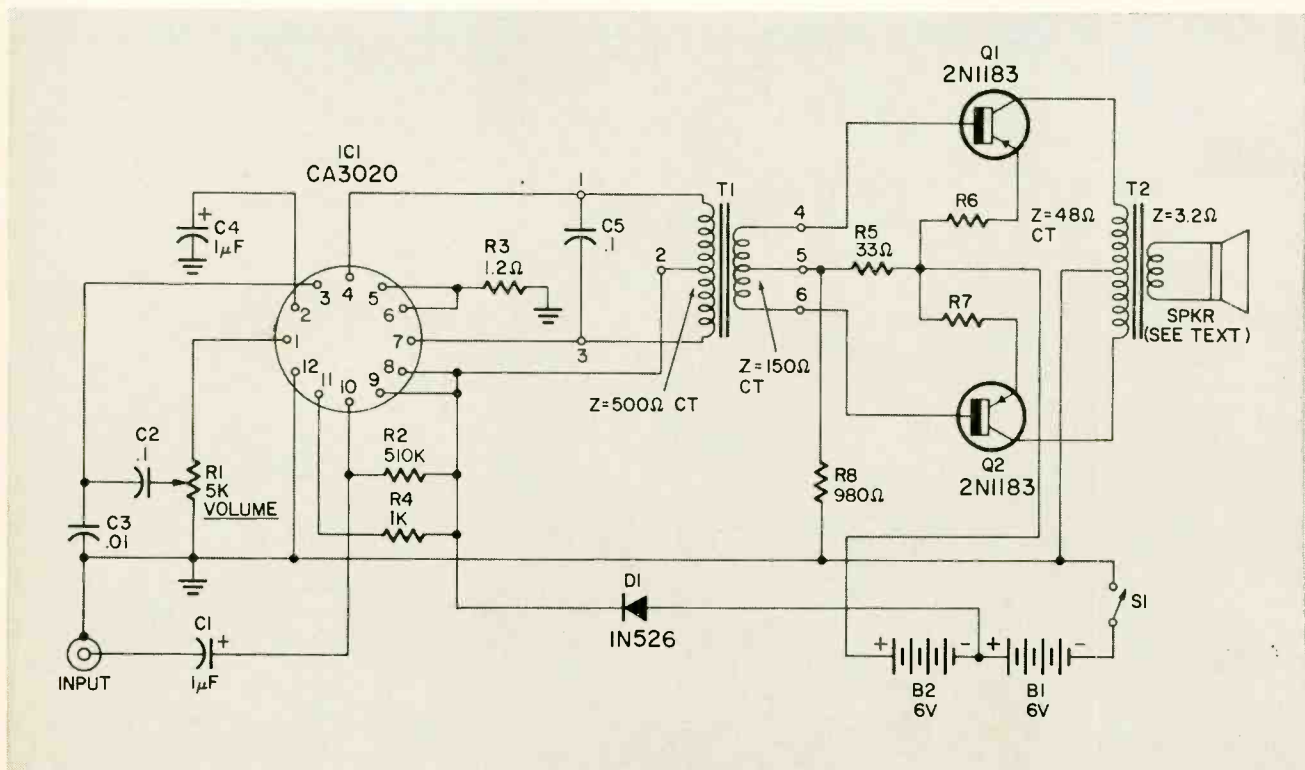 Q1
2N1183
IC1
CA3020
T1
T2
+
C4
1µF
1
C5
.1
R3
1.2Ω
4
R6
Z=48Ω
CT
Z=3.2Ω
2
5
R5
33Ω
3
4
5
2
6
6
R7
SPKR
(SEE TEXT)
1
7
3
12
8
11
10
9
Z=500Ω CT
Z=150Ω
CT
C2
.1
R1
5K
VOLUME
R2
510K
R4
1K
R8
980Ω
Q2
2N1183
C3
.01
D1
1N526
S1
C1
+
1µF
INPUT
+
-
+
-
B2
6V
B1
6V